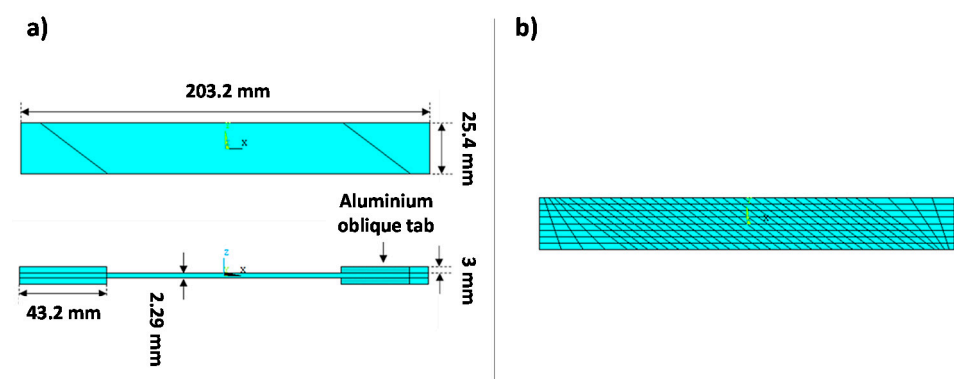 a)
203.2 mm
25.4 mm
x
Aluminium
oblique tab
z
x
3 mm
43.2 mm
2.29 mm
b)
x